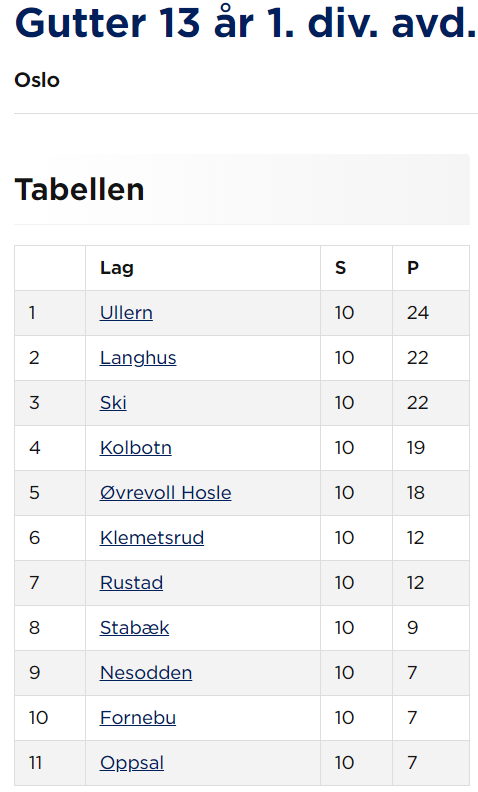 Gutter 13 år 1. div. avd.
Oslo
Tabellen
Lag S P
1 Ullern 10 24
2 Langhus 10 22
3 Ski 10 22
4 Kolbotn 10 19
5 Øvrevoll Hosle 10 18
6 Klemetsrud 10 12
7 Rustad 10 12
8 Stabæk 10 9
9 Nesodden 10 7
10 Fornebu 10 7
11 Oppsal 10 7